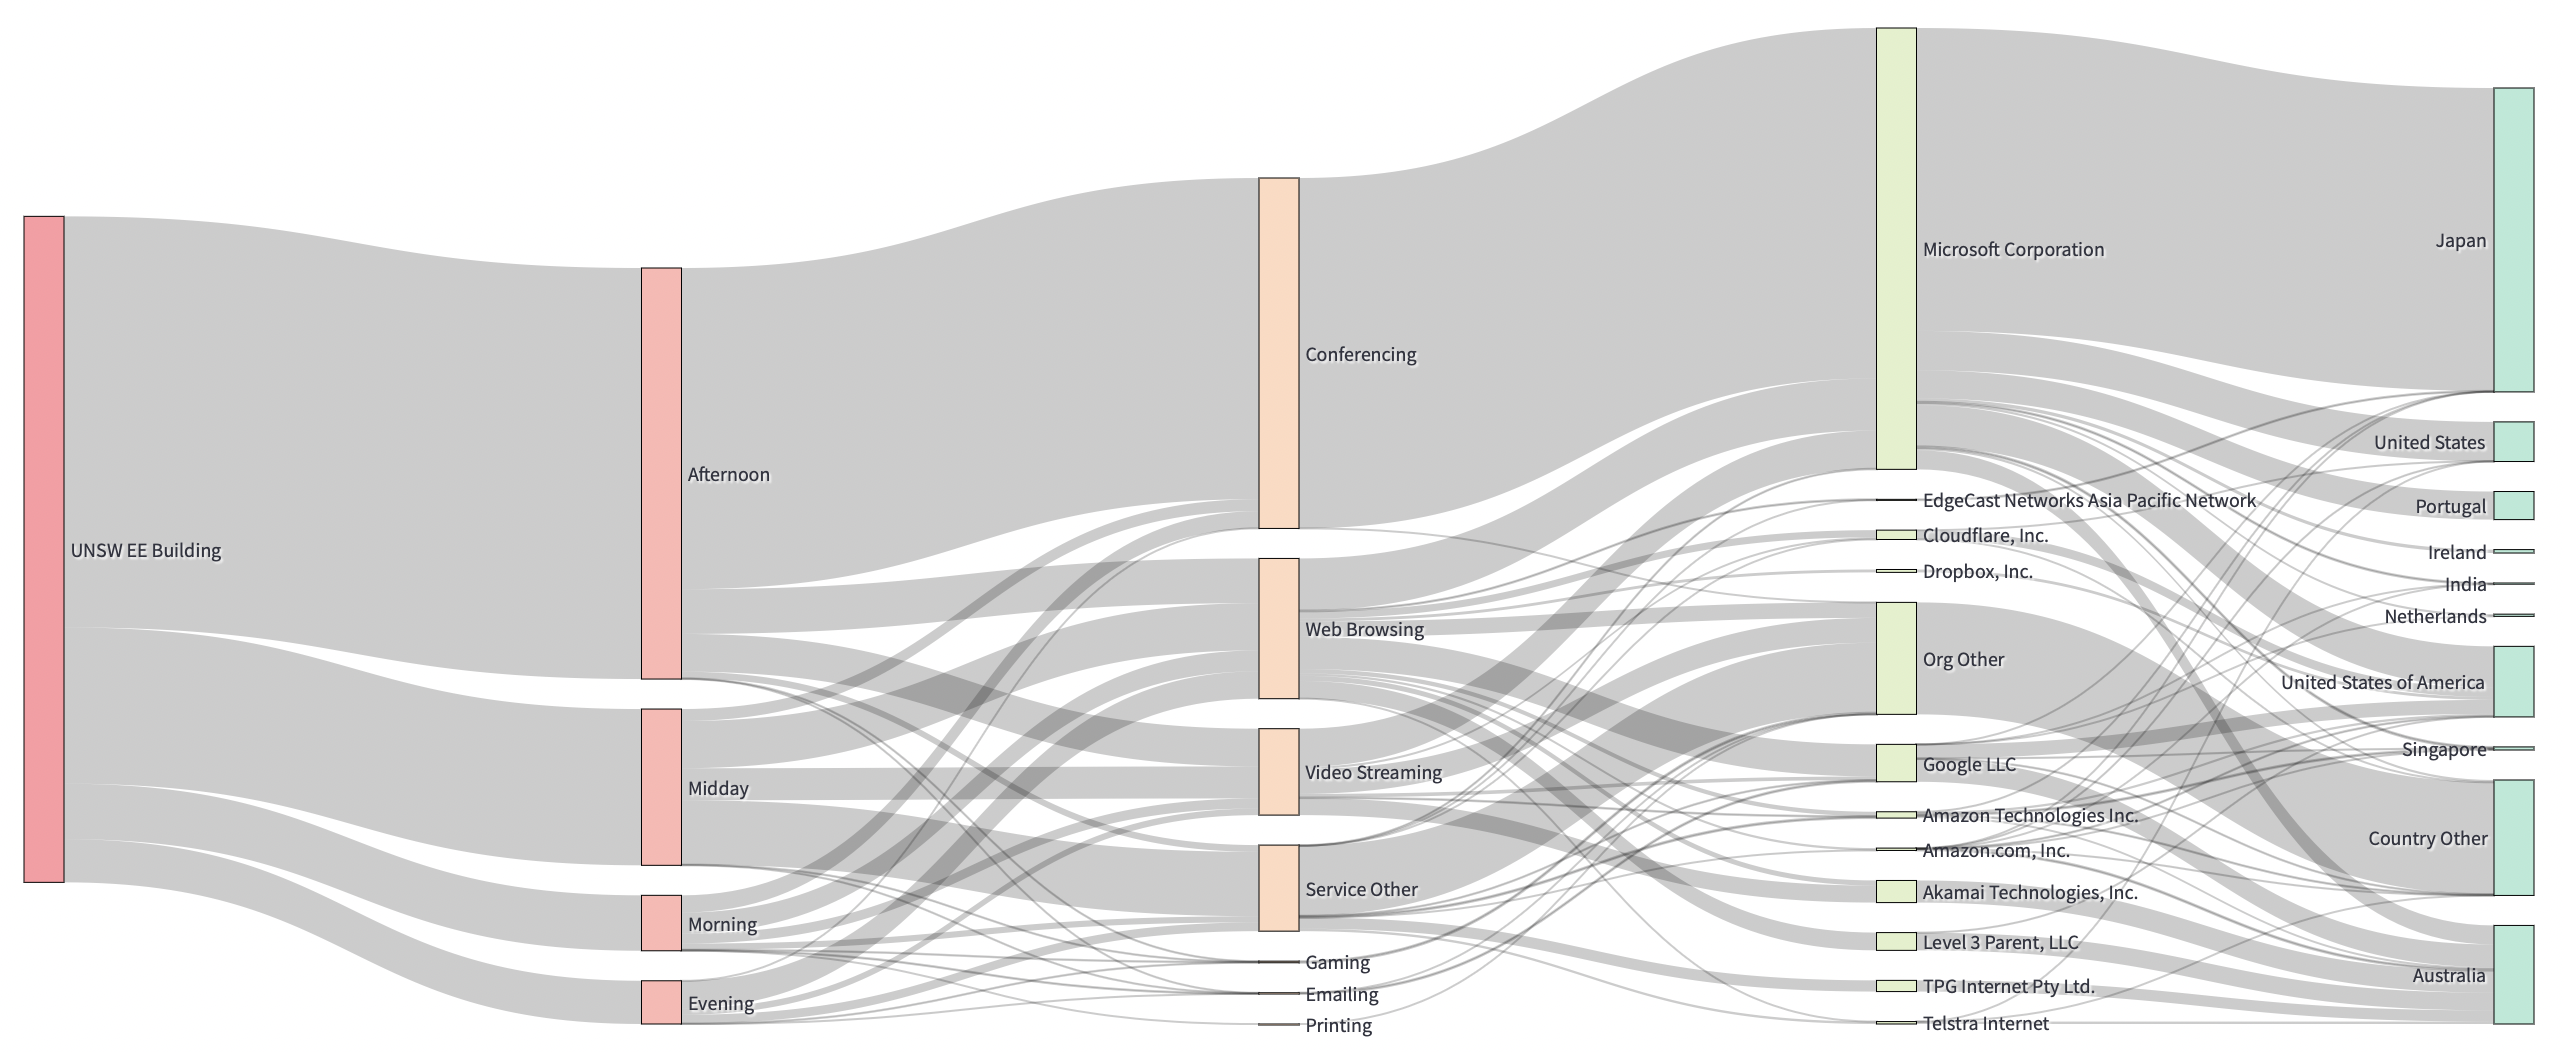 UNSW EE Building
Afternoon
Midday
Morning
Evening
Conferencing
Web Browsing
Video Streaming
Service Other
Gaming
Emailing
Printing
Microsoft Corporation
EdgeCast Networks Asia Pacific Network
Cloudflare, Inc.
Dropbox, Inc.
Org Other
Google LLC
Amazon Technologies Inc.
Amazon.com, Inc.
Akamai Technologies, Inc.
Level 3 Parent, LLC
TPG Internet Pty Ltd.
Telstra Internet
Japan
United States
Portugal
Ireland
India
Netherlands
United States of America
Singapore
Country Other
Australia